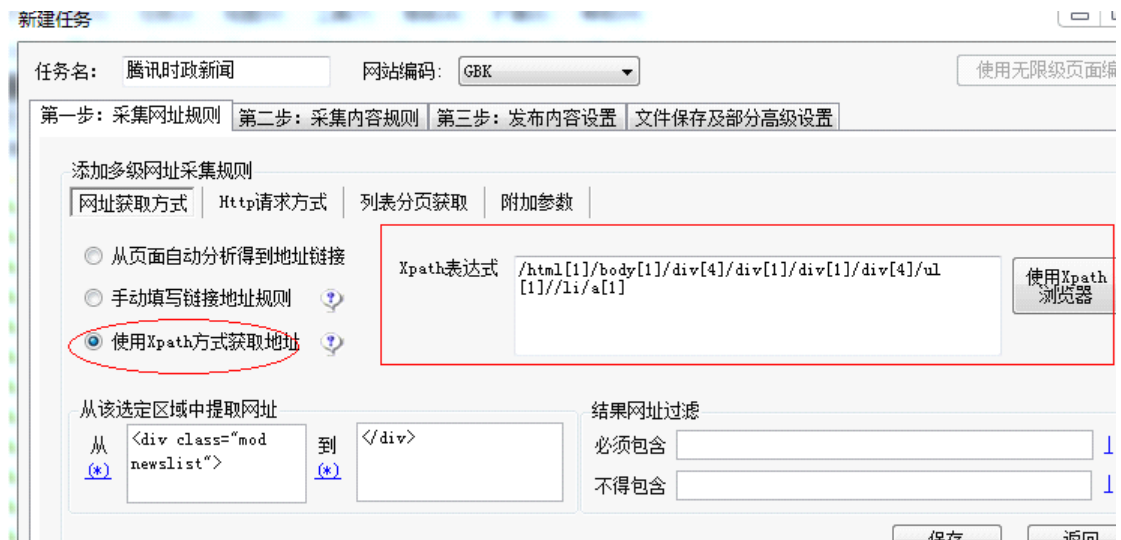 新建任务
任务名： 腾讯时政新闻 网站编码: GBK 使用无限级页面编
第一步：采集网址规则 第二步：采集内容规则 第三步：发布内容设置 文件保存及部分高级设置
添加多级网址采集规则
网址获取方式 Http请求方式 列表分页获取 附加参数
从页面自动分析得到地址链接
手动填写链接地址规则
使用Xpath方式获取地址
Xpath表达式
/html[1]/body[1]/div[4]/div[1]/div[1]/div[4]/ul
[1]//li/a[1]
使用Xpath
浏览器
从该选定区域中提取网址
从
(*)
<div class="mod
newslist">
到
(*)
</div>
结果网址过滤
必须包含
不得包含
保存 返回